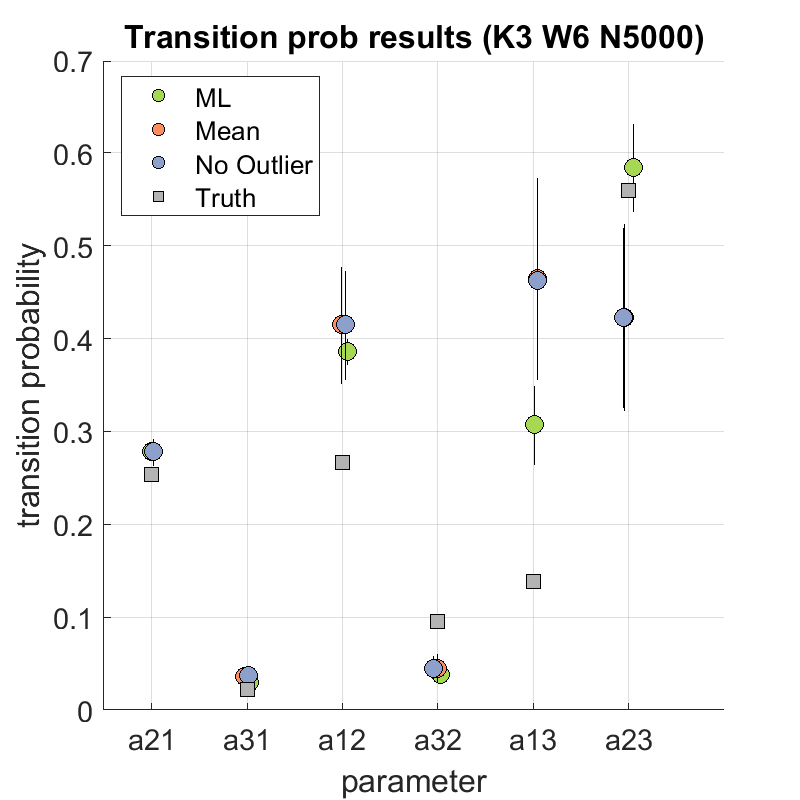 Transition prob results (K3 W6 N5000)
ML
Mean
No Outlier
Truth
transition probability
0.7
0.6
0.5
0.4
0.3
0.2
0.1
0
a21 a31 a12 a32 a13 a23
parameter